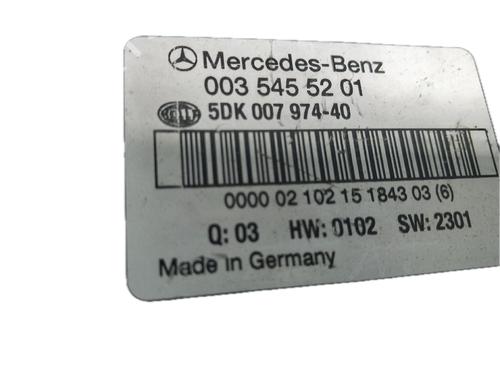 Mercedes-Benz
003 545 52 01
HELLA 5DK 007 974-40
0000 02 102 15 1843 03 (6)
Q: 03 HW: 0102 SW: 2301
Made in Germany